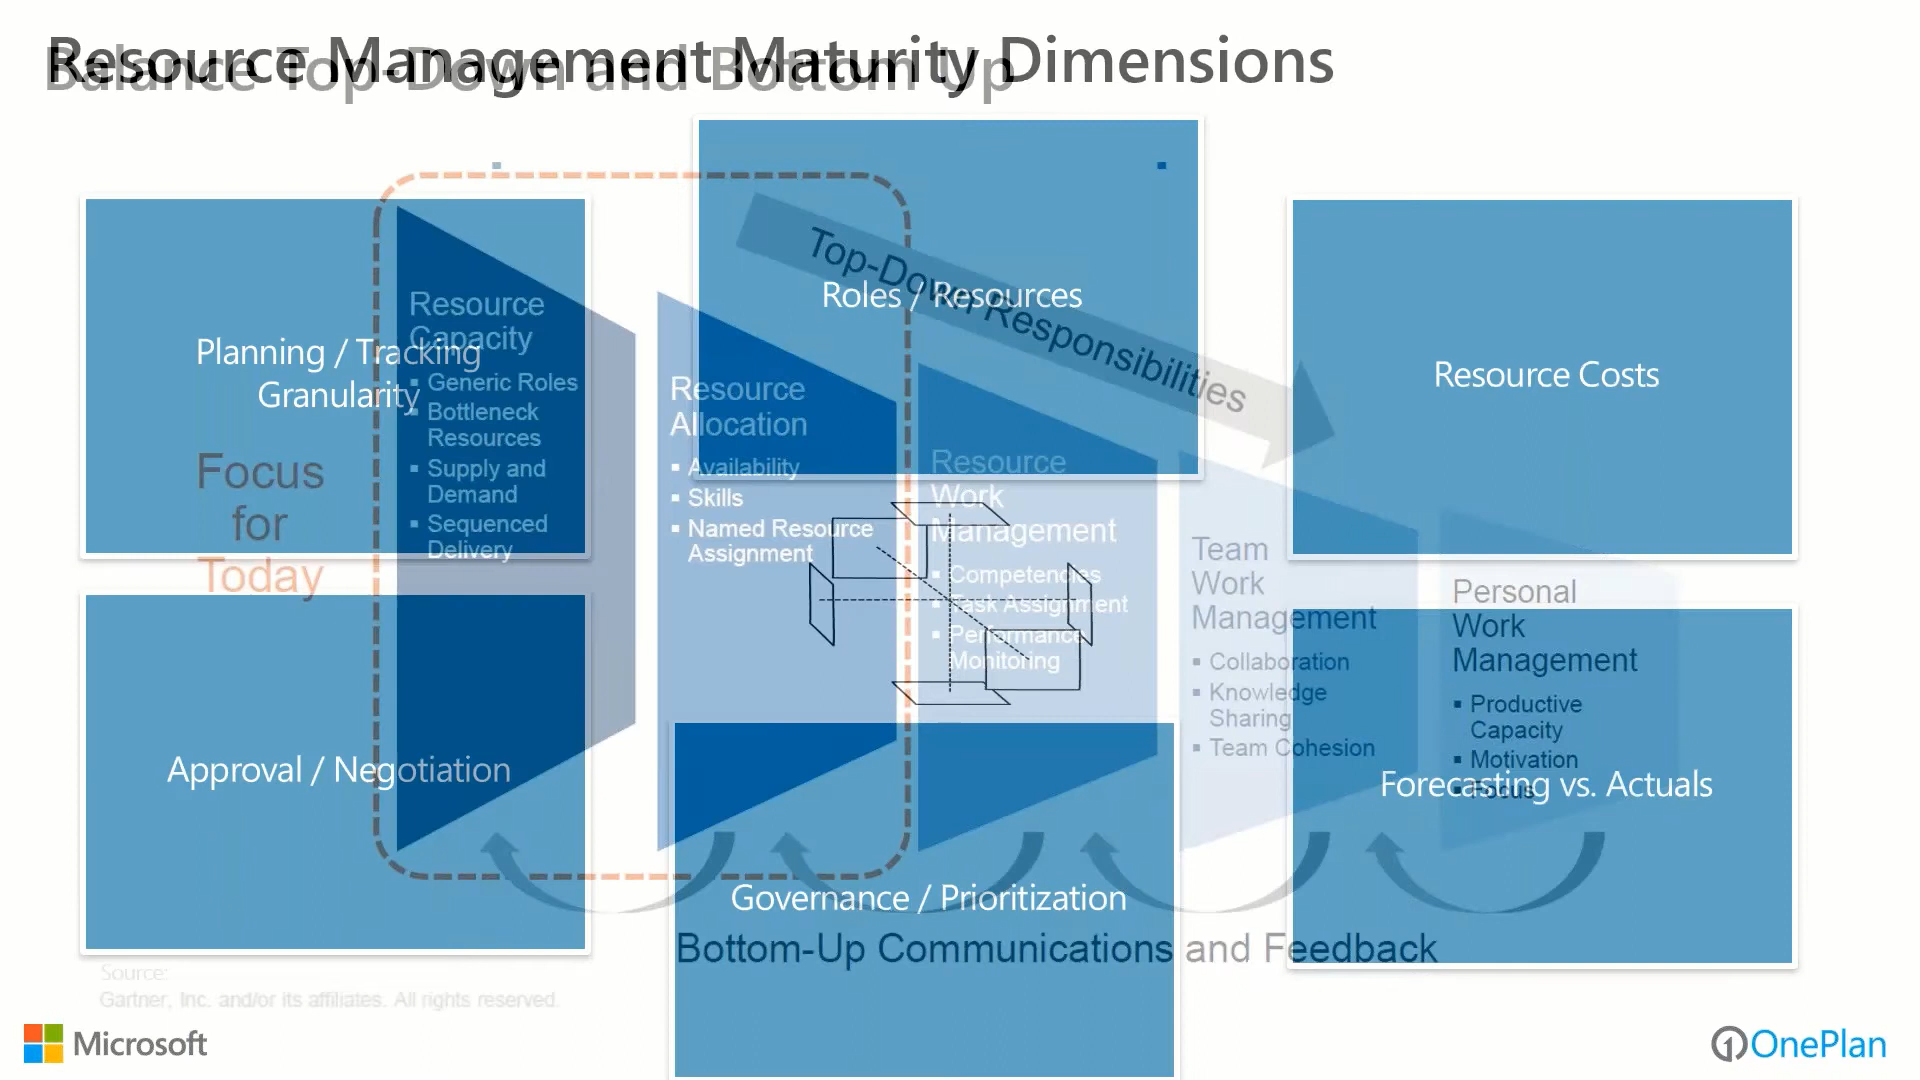 Resource Management Maturity Dimensions
Balance Top-Down and Bottom Up
Planning / Tracking
Granularity
Roles / Resources
Resource Costs
Approval / Negotiation
Governance / Prioritization
Forecasting vs. Actuals
Focus
for
Today
Top-Down Responsibilities
Resource
Capacity
▪ Generic Roles
▪ Bottleneck
Resources
▪ Supply and
Demand
▪ Sequenced
Delivery
Resource
Allocation
▪ Availability
▪ Skills
▪ Named Resource
Assignment
Resource
Work
Management
▪ Competencies
▪ Task Assignment
▪ Performance
Monitoring
Team
Work
Management
▪ Collaboration
▪ Knowledge
Sharing
▪ Team Cohesion
Personal
Work
Management
▪ Productive
Capacity
▪ Motivation
▪ Focus
Bottom-Up Communications and Feedback
Source:
Gartner, Inc. and/or its affiliates. All rights reserved.
Microsoft
OnePlan